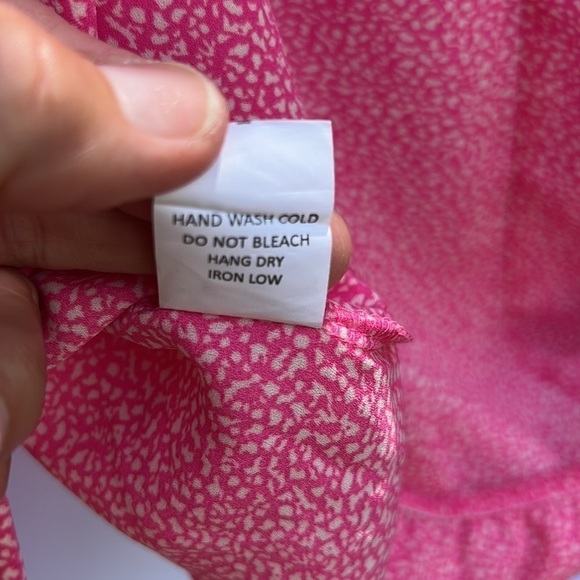 HAND WASH COLD
DO NOT BLEACH
HANG DRY
IRON LOW